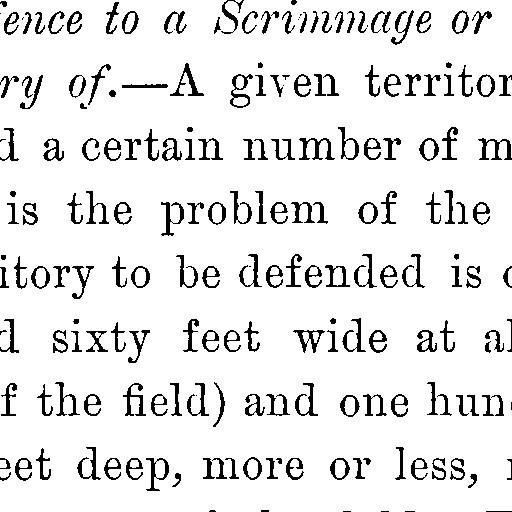 fence to a Scrimmage or
ry of.—A given territor
d a certain number of m
is the problem of the
itory to be defended is
d sixty feet wide at al
f the field) and one hun
eet deep, more or less,